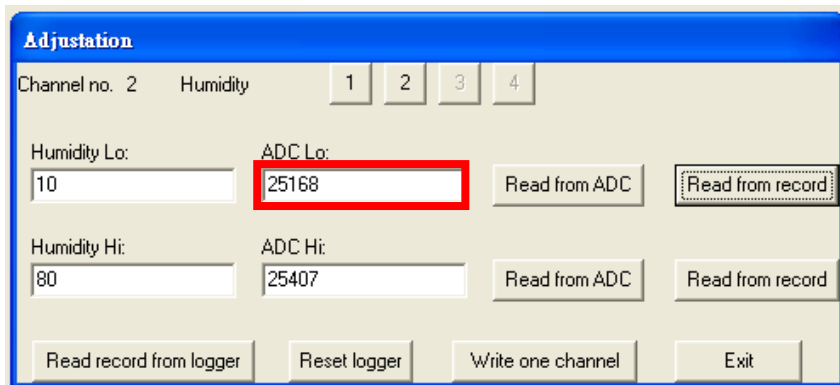 Adjustation
Channel no. 2 Humidity 1 2 3 4
Humidity Lo: ADC Lo:
10 25168 Read from ADC Read from record
Humidity Hi: ADC Hi:
80 25407 Read from ADC Read from record
Read record from logger Reset logger Write one channel Exit